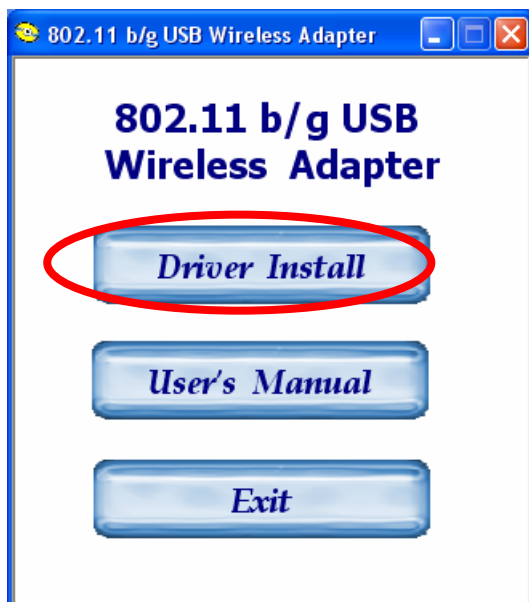 802.11 b/g USB Wireless Adapter
802.11 b/g USB
Wireless Adapter
Driver Install
User's Manual
Exit